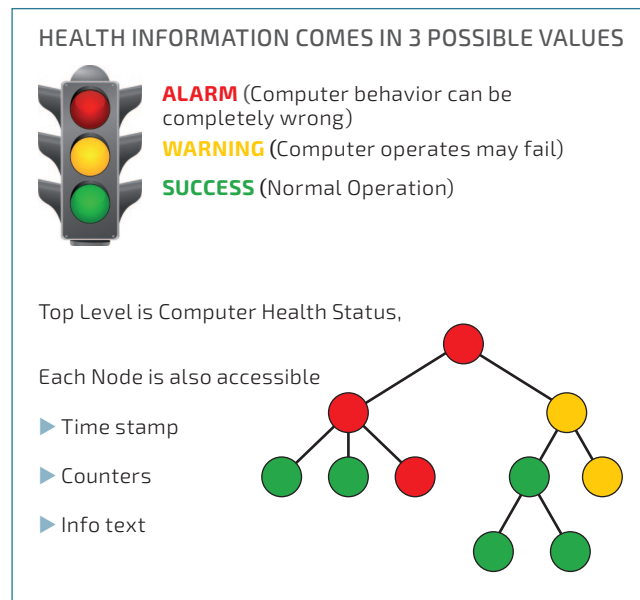 HEALTH INFORMATION COMES IN 3 POSSIBLE VALUES
ALARM (Computer behavior can be
completely wrong)
WARNING (Computer operates may fail)
SUCCESS (Normal Operation)
Top Level is Computer Health Status,
Each Node is also accessible
▶ Time stamp
▶ Counters
▶ Info text